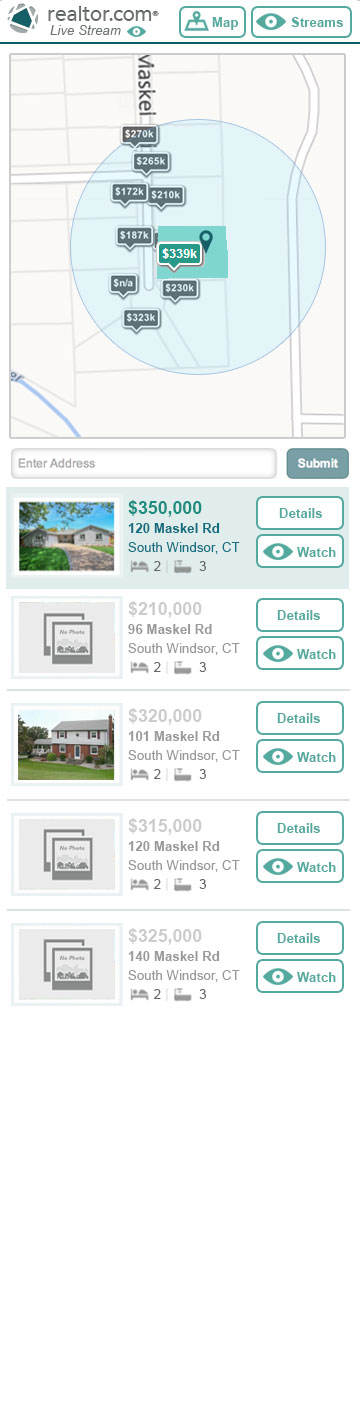 realtor.com®
Live Stream
Map
Streams
Maskel
$270k
$265k
$172k
$210k
$187k
$339k
$n/a
$230k
$323k
Enter Address
Submit
$350,000
120 Maskel Rd
South Windsor, CT
2 | 3
Details
Watch
No Photo
$210,000
96 Maskel Rd
South Windsor, CT
2 | 3
Details
Watch
$320,000
101 Maskel Rd
South Windsor, CT
2 | 3
Details
Watch
No Photo
$315,000
120 Maskel Rd
South Windsor, CT
2 | 3
Details
Watch
No Photo
$325,000
140 Maskel Rd
South Windsor, CT
2 | 3
Details
Watch